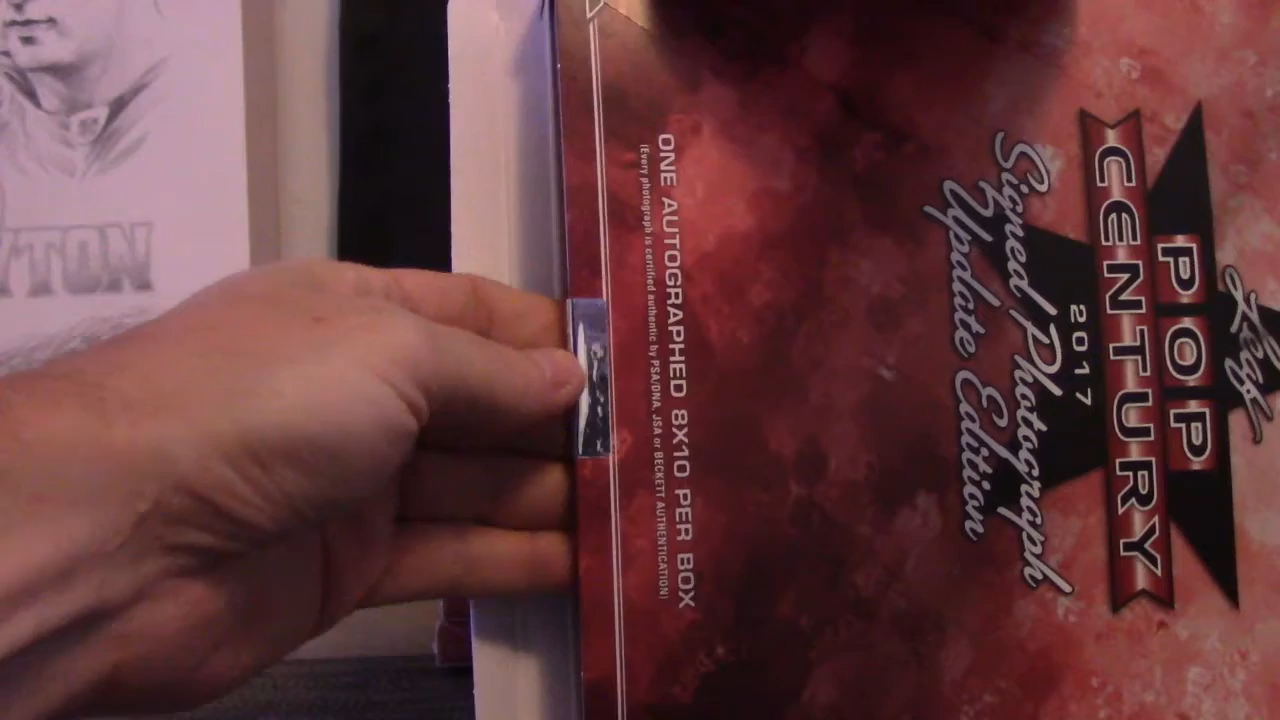 Leaf
POP
CENTURY
2017
Signed Photograph
Update Edition
ONE AUTOGRAPHED 8X10 PER BOX
(Every photograph is certified authentic by PSA/DNA, JSA or BECKETT AUTHENTICATION)
YTON